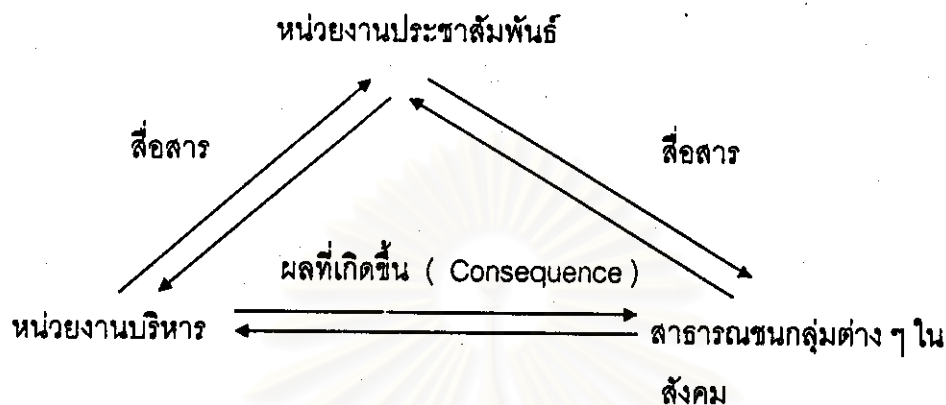 หน่วยงานประชาสัมพันธ์
สื่อสาร
สื่อสาร
ผลที่เกิดขึ้น ( Consequence )
หน่วยงานบริหาร
สาธารณชนกลุ่มต่าง ๆ ใน
สังคม